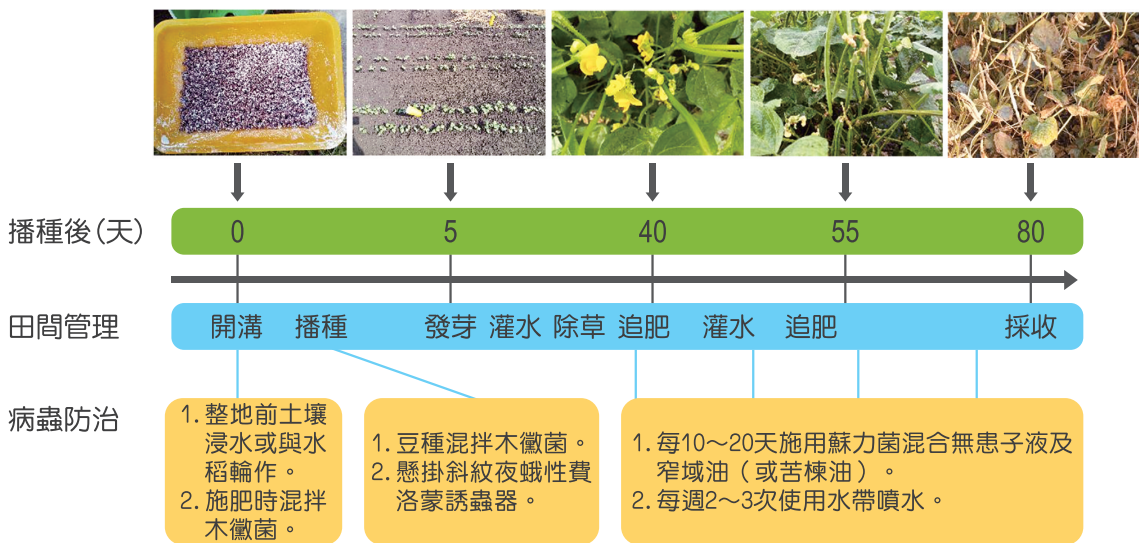 播種後(天) 0 5 40 55 80
田間管理 開溝 播種 發芽 灌水 除草 追肥 灌水 追肥 採收
病蟲防治
1. 整地前土壤
浸水或與水
稻輪作。
2. 施肥時混拌
木黴菌。
1. 豆種混拌木黴菌。
2. 懸掛斜紋夜蛾性費
洛蒙誘蟲器。
1. 每10～20天施用蘇力菌混合無患子液及
窄域油（或苦楝油）。
2. 每週2～3次使用水帶噴水。